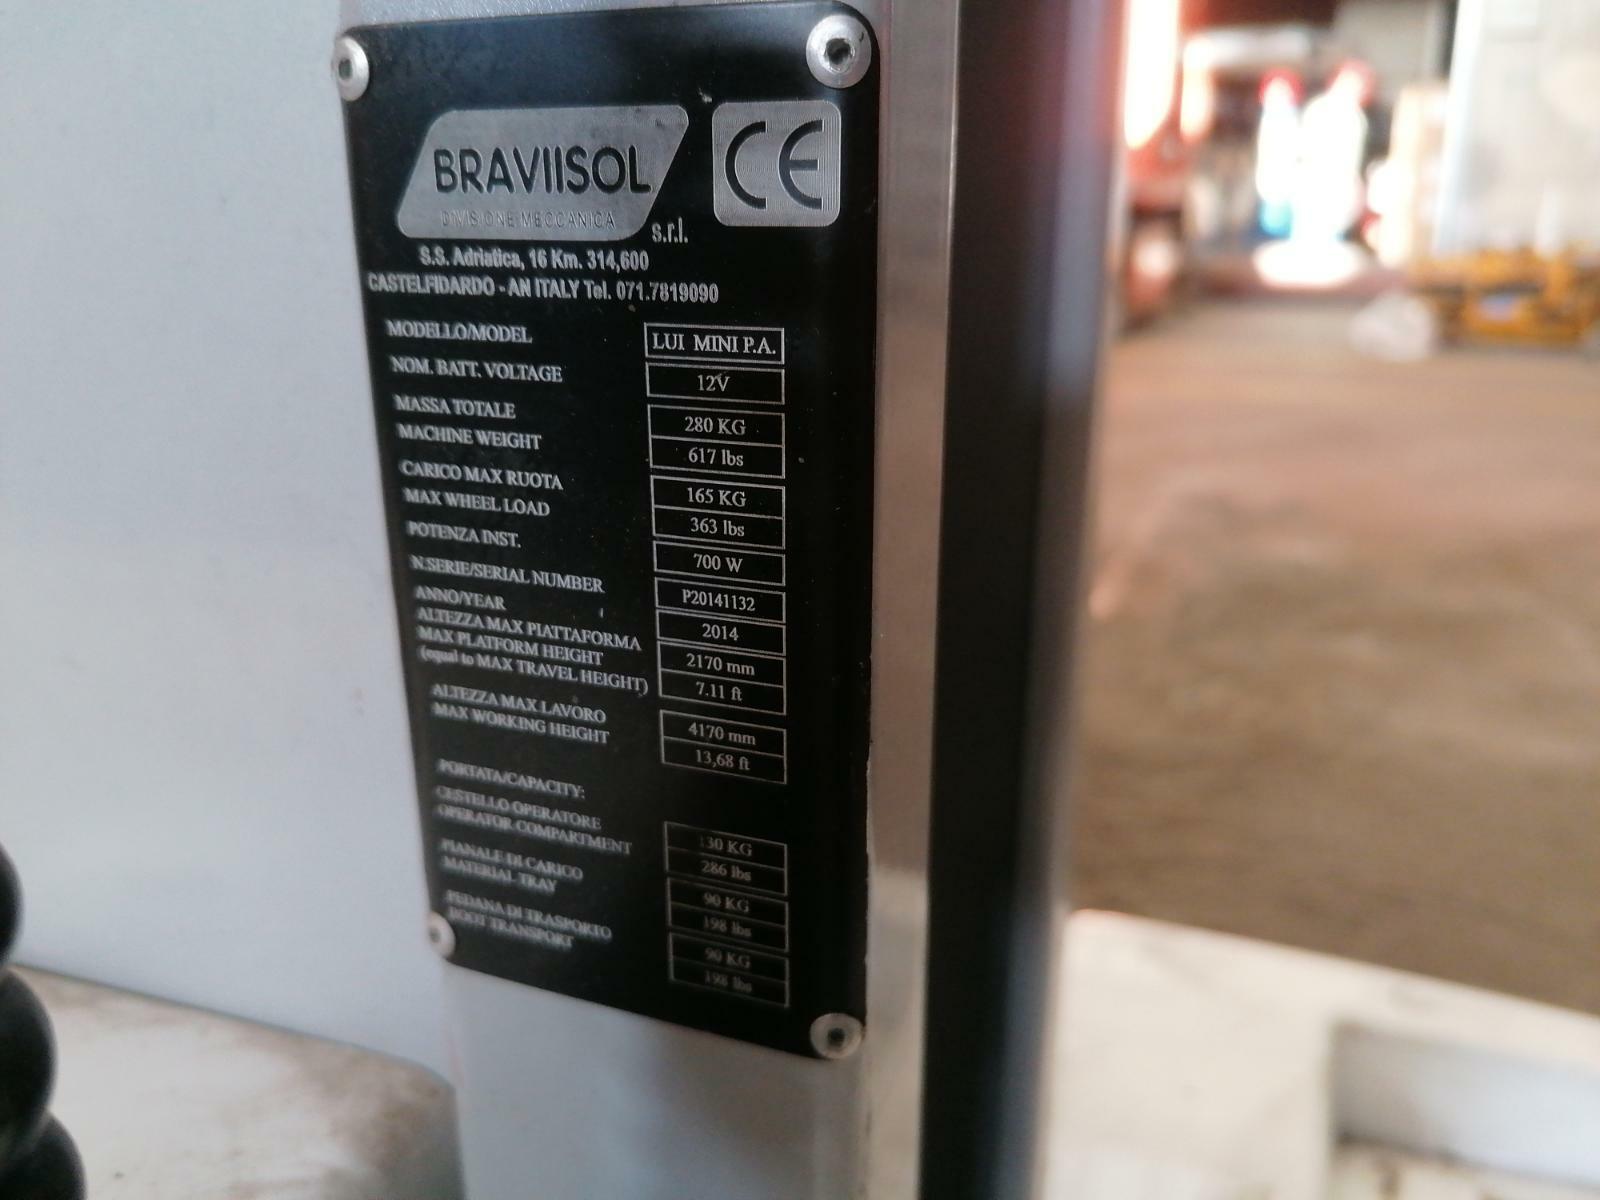 BRAVIISOL
DIVISIONE MECCANICA
s.r.l.
CE
S.S. Adriatica, 16 Km. 314,600
CASTELFIDARDO - AN ITALY Tel. 071.7819090
MODELLO/MODEL LUI MINI P.A.
NOM. BATT. VOLTAGE 12V
MASSA TOTALE 280 KG
MACHINE WEIGHT 617 lbs
CARICO MAX RUOTA 165 KG
MAX WHEEL LOAD 363 lbs
POTENZA INST. 700 W
N.SERIE/SERIAL NUMBER P20141132
ANNO/YEAR 2014
ALTEZZA MAX PIATTAFORMA 2170 mm
MAX PLATFORM HEIGHT 7.11 ft
(equal to MAX TRAVEL HEIGHT)
ALTEZZA MAX LAVORO 4170 mm
MAX WORKING HEIGHT 13,68 ft
PORTATA/CAPACITY:
CESTELLO OPERATORE 130 KG
OPERATOR COMPARTMENT 286 lbs
PIANALE DI CARICO 90 KG
MATERIAL TRAY 198 lbs
PEDANA DI TRASPORTO 90 KG
ROOT TRANSPORT 198 lbs